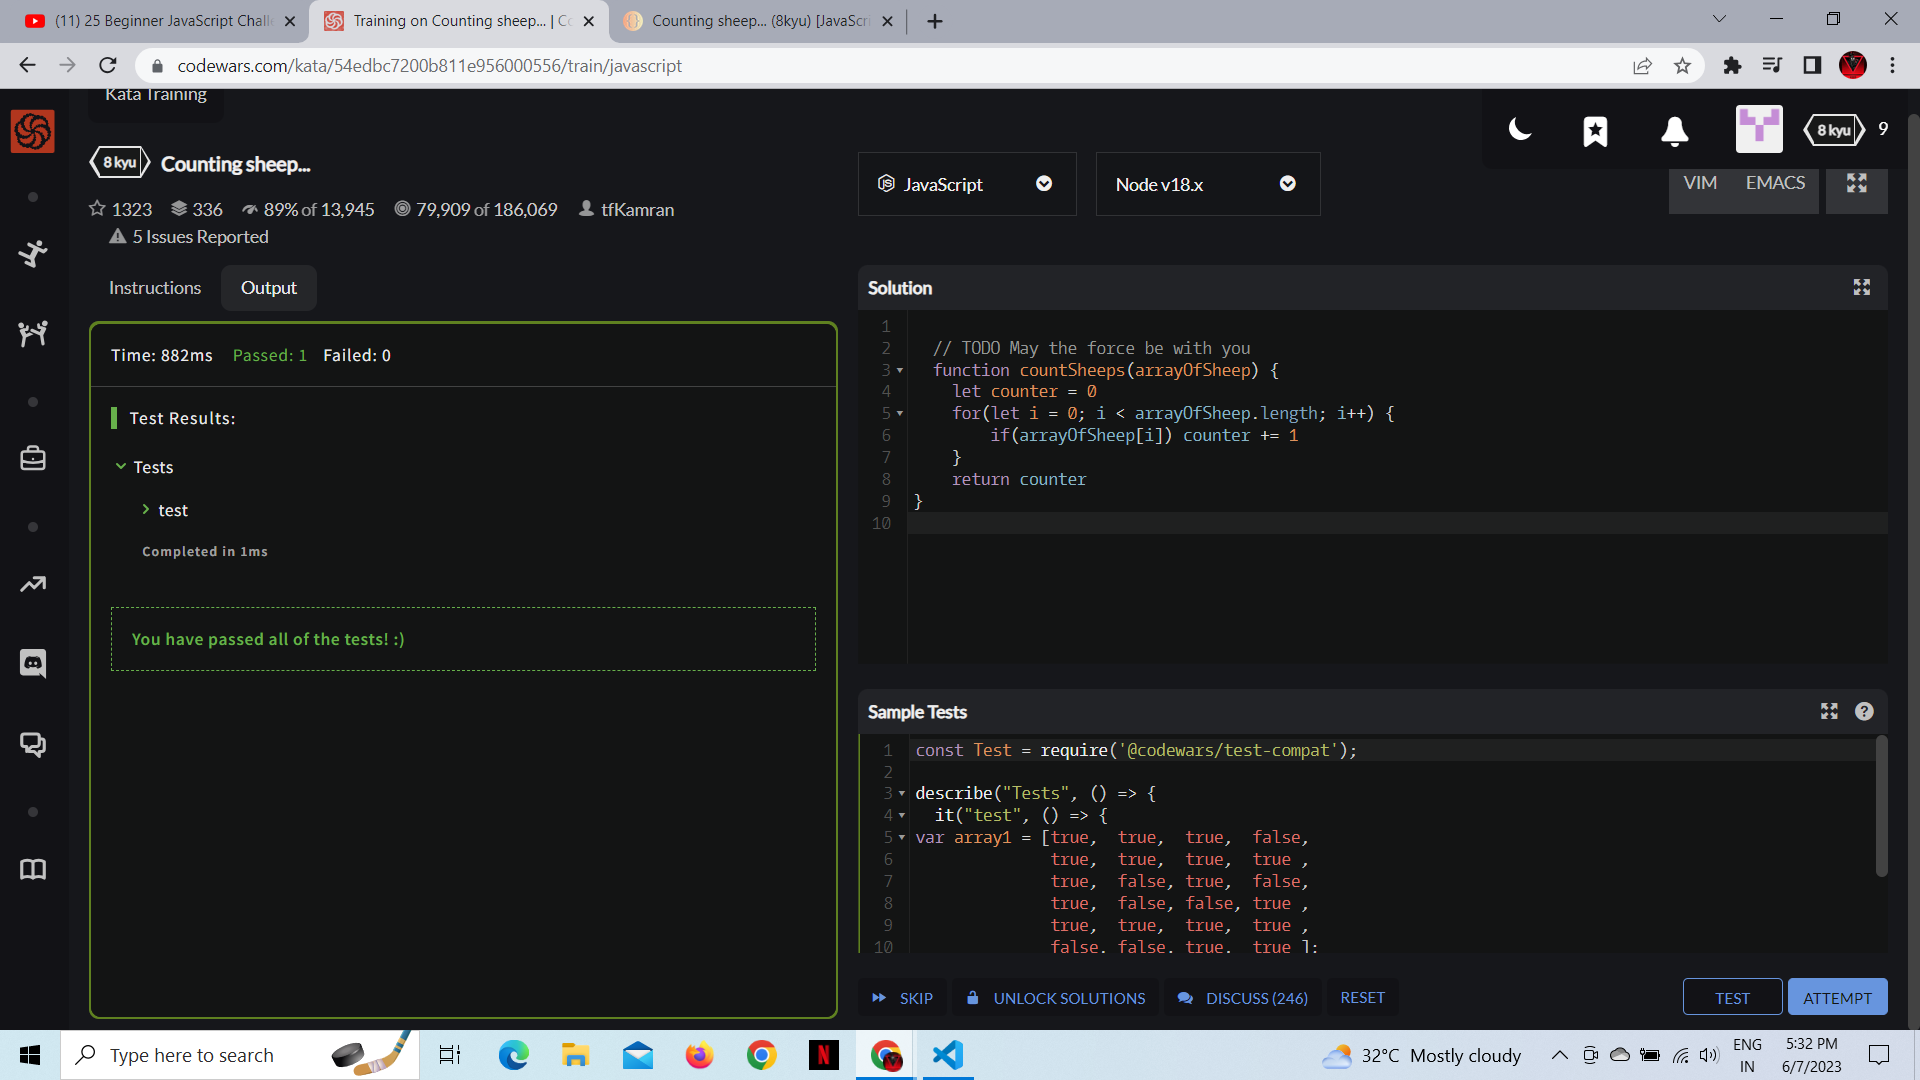 (11) 25 Beginner JavaScript Chall
Training on Counting sheep... | Co
Counting sheep... (8kyu) [JavaScri
codewars.com/kata/54edbc7200b811e956000556/train/javascript
Kata Training
8 kyu
9
8 kyu Counting sheep...
JavaScript
Node v18.x
VIM
EMACS
1323 336 89% of 13,945 79,909 of 186,069 tfKamran
5 Issues Reported
Instructions
Output
Time: 882ms Passed: 1 Failed: 0
Test Results:
Tests
test
Completed in 1ms
You have passed all of the tests! :)
Solution
1
2 // TODO May the force be with you
3 function countSheeps(arrayOfSheep) {
4 let counter = 0
5 for(let i = 0; i < arrayOfSheep.length; i++) {
6 if(arrayOfSheep[i]) counter += 1
7 }
8 return counter
9 }
10
Sample Tests
1 const Test = require('@codewars/test-compat');
2
3 describe("Tests", () => {
4 it("test", () => {
5 var array1 = [true, true, true, false,
6 true, true, true, true ,
7 true, false, true, false,
8 true, false, false, true ,
9 true, true, true, true ,
10 false, false, true, true ];
SKIP
UNLOCK SOLUTIONS
DISCUSS (246)
RESET
TEST
ATTEMPT
Type here to search
32°C Mostly cloudy
ENG
IN
5:32 PM
6/7/2023